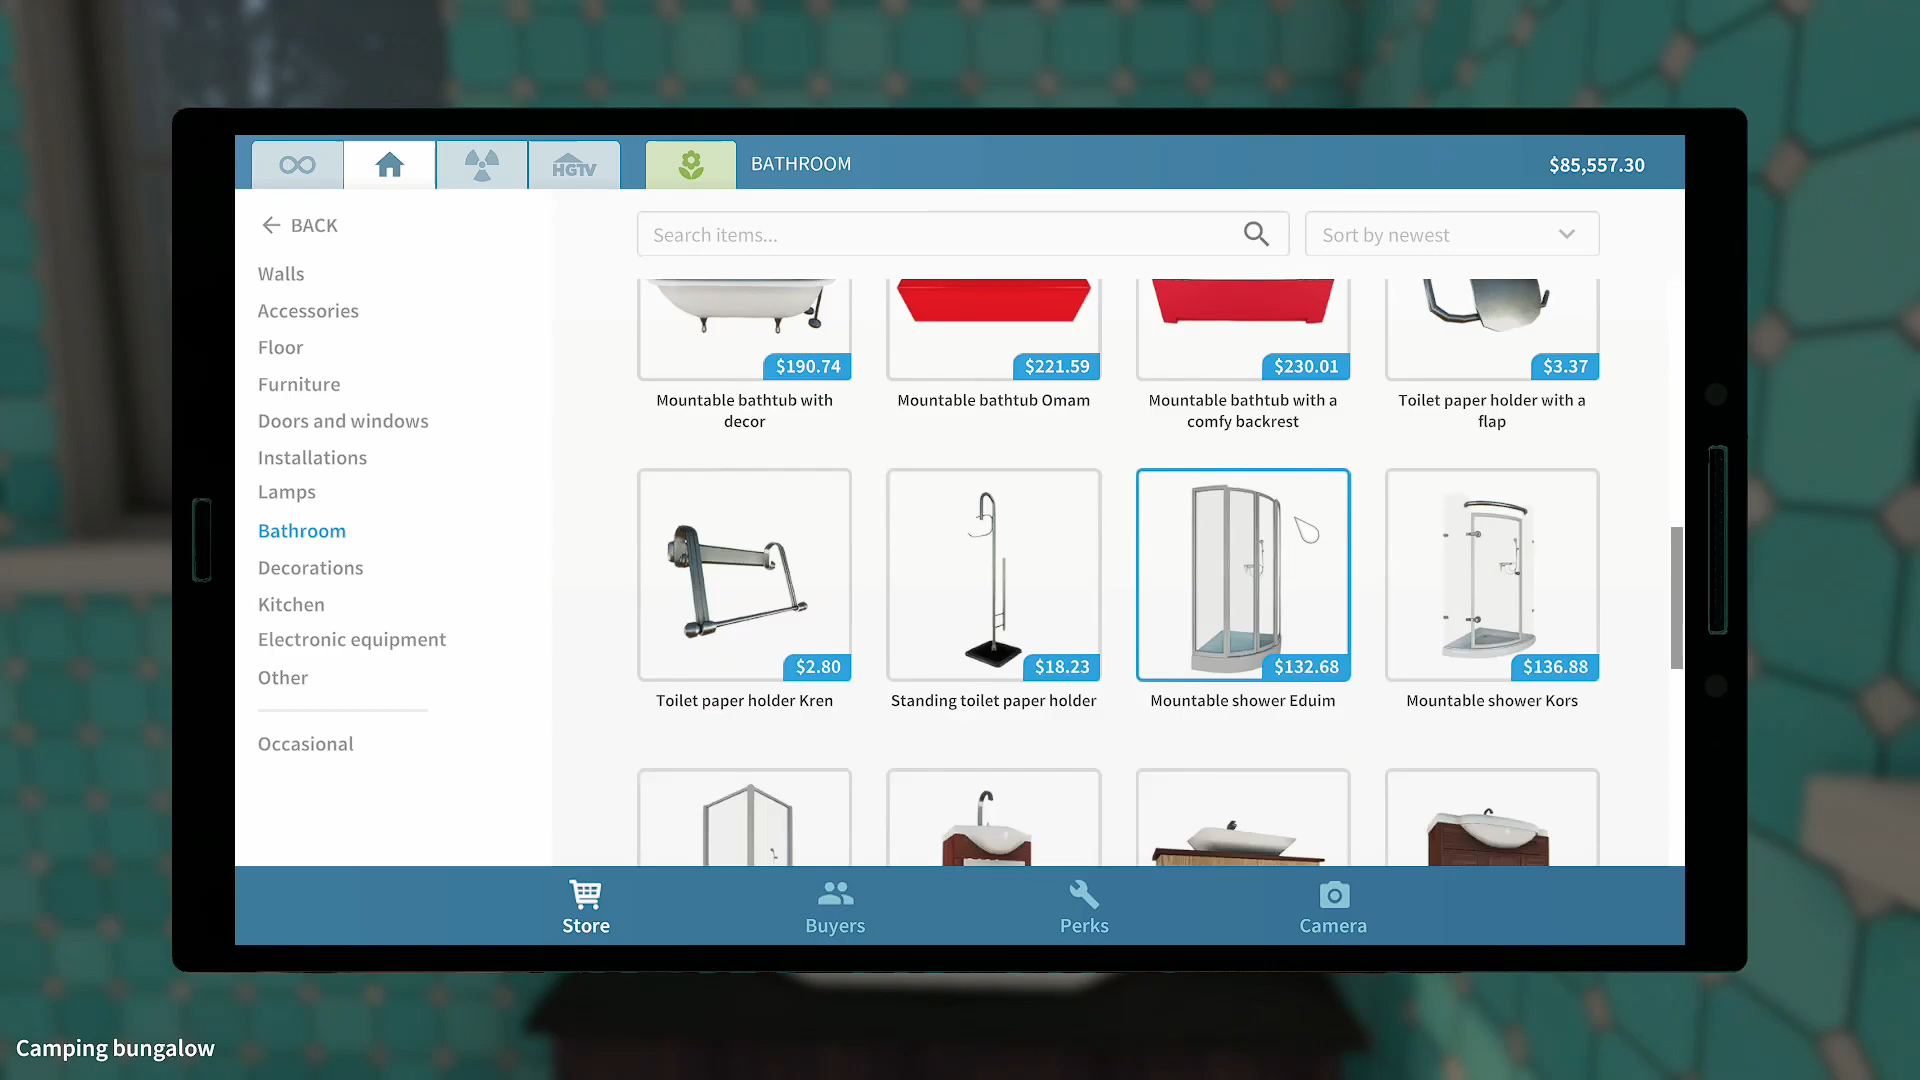 HGTV
BATHROOM
$85,557.30
BACK
Search items...
Sort by newest
Walls
Accessories
Floor
Furniture
Doors and windows
Installations
Lamps
Bathroom
Decorations
Kitchen
Electronic equipment
Other
Occasional
$190.74
$221.59
$230.01
$3.37
Mountable bathtub with
decor
Mountable bathtub Omam
Mountable bathtub with a
comfy backrest
Toilet paper holder with a
flap
$2.80
$18.23
$132.68
$136.88
Toilet paper holder Kren
Standing toilet paper holder
Mountable shower Eduim
Mountable shower Kors
Store
Buyers
Perks
Camera
Camping bungalow